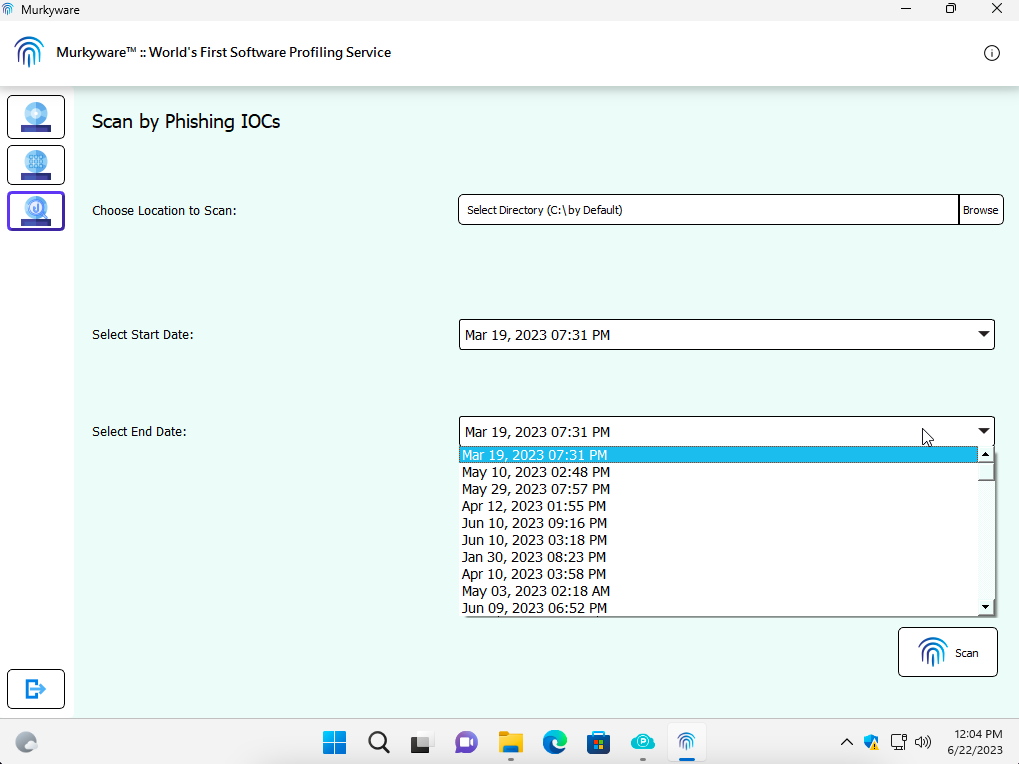 Murkyware
Murkyware™ :: World's First Software Profiling Service
Scan by Phishing IOCs
Choose Location to Scan:
Select Directory (C:\ by Default)
Browse
Select Start Date:
Mar 19, 2023 07:31 PM
Select End Date:
Mar 19, 2023 07:31 PM
Mar 19, 2023 07:31 PM
May 10, 2023 02:48 PM
May 29, 2023 07:57 PM
Apr 12, 2023 01:55 PM
Jun 10, 2023 09:16 PM
Jun 10, 2023 03:18 PM
Jan 30, 2023 08:23 PM
Apr 10, 2023 03:58 PM
May 03, 2023 02:18 AM
Jun 09, 2023 06:52 PM
Scan
12:04 PM
6/22/2023